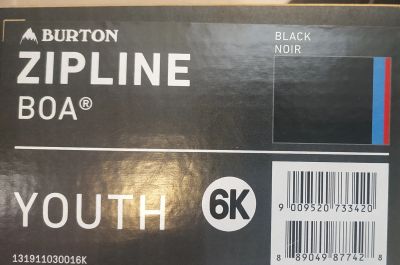 BURTON
ZIPLINE
BOA®
BLACK
NOIR
YOUTH
6K
9 009520 733420
8 89049 87742 8
131911030016K